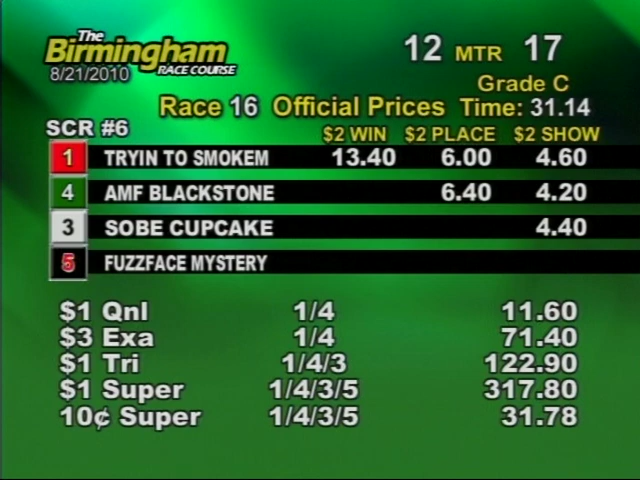 The
Birmingham
RACE COURSE
8/21/2010
12 MTR 17
Grade C
Race 16 Official Prices Time: 31.14
SCR #6
$2 WIN $2 PLACE $2 SHOW
1 TRYIN TO SMOKEM 13.40 6.00 4.60
4 AMF BLACKSTONE 6.40 4.20
3 SOBE CUPCAKE 4.40
5 FUZZFACE MYSTERY
$1 Qnl 1/4 11.60
$3 Exa 1/4 71.40
$1 Tri 1/4/3 122.90
$1 Super 1/4/3/5 317.80
10¢ Super 1/4/3/5 31.78